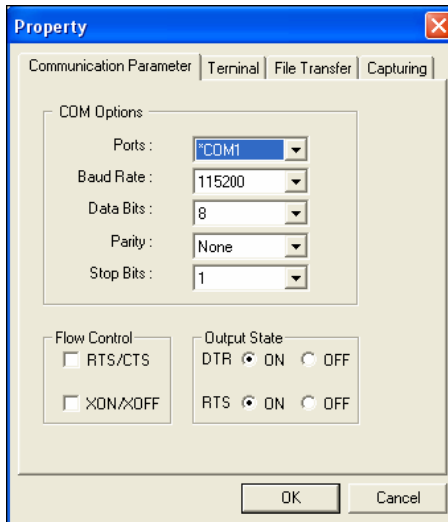 Property
Communication Parameter Terminal File Transfer Capturing
COM Options
Ports : *COM1
Baud Rate : 115200
Data Bits : 8
Parity : None
Stop Bits : 1
Flow Control
RTS/CTS
XON/XOFF
Output State
DTR ON OFF
RTS ON OFF
OK Cancel